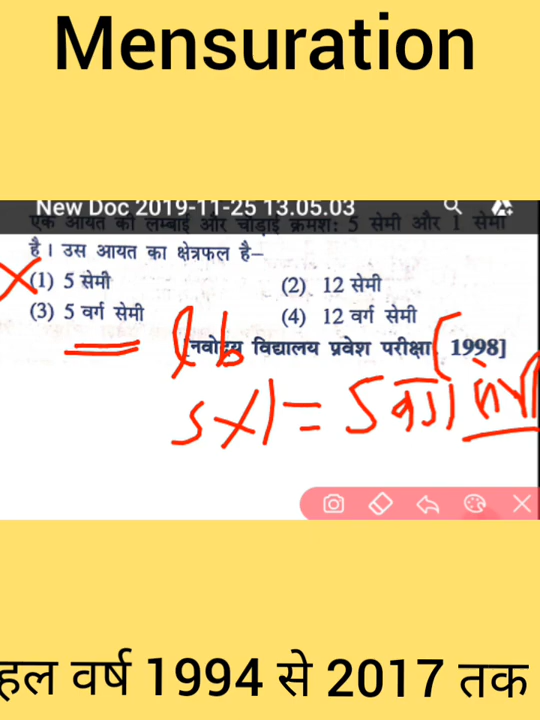 Mensuration
New Doc 2019-11-25 13.05.03
एक आयत की लम्बाई और चौड़ाई क्रमश: 5 सेमी और 1 सेमी
है। उस आयत का क्षेत्रफल है–
(1) 5 सेमी
(2) 12 सेमी
(3) 5 वर्ग सेमी
(4) 12 वर्ग सेमी
l b
[नवोदय विद्यालय प्रवेश परीक्षा 1998]
5×1=5 वर्ग सेमी
हल वर्ष 1994 से 2017 तक